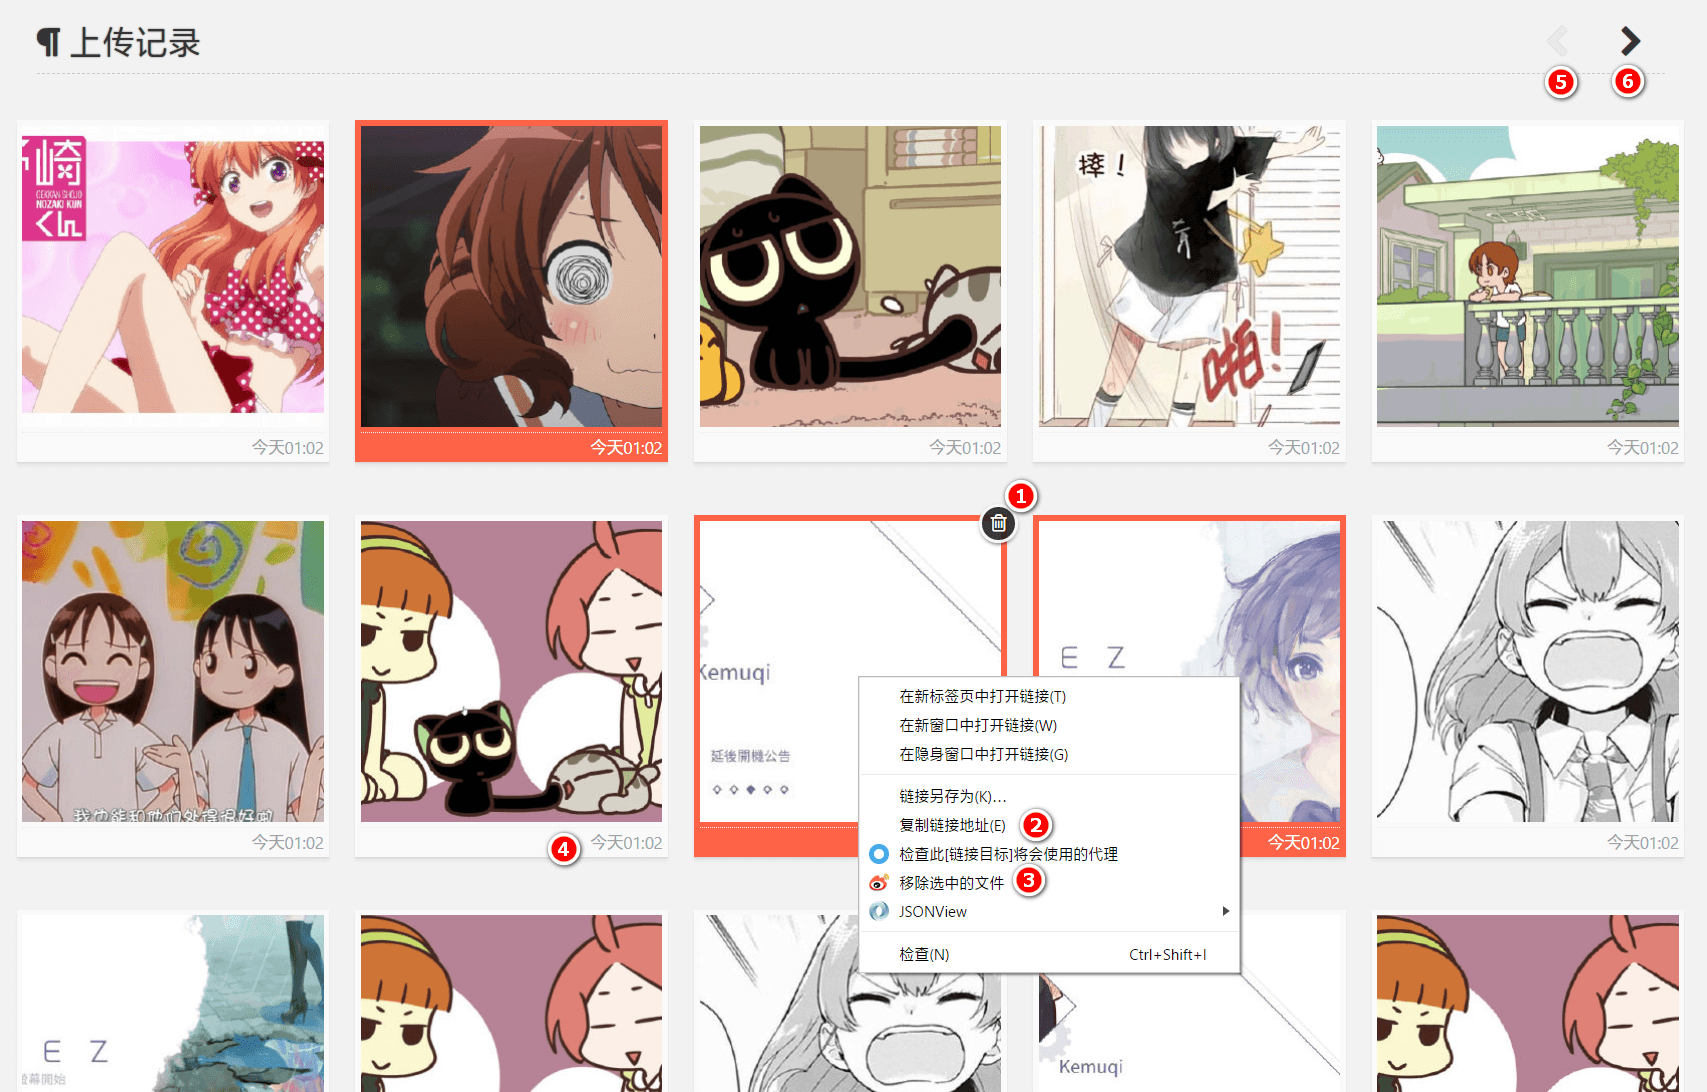 ¶ 上传记录
5
6
崎
GEKKAN SHOJO
NOZAKI KUN
くん
摔！
啪！
今天01:02
今天01:02
今天01:02
今天01:02
今天01:02
1
Kemuqi
延後開機公告
E Z
我也能和他们处得很好啦
今天01:02
4
今天01:02
今天01:02
今天01:02
在新标签页中打开链接(T)
在新窗口中打开链接(W)
在隐身窗口中打开链接(G)
链接另存为(K)...
复制链接地址(E)
2
检查此[链接目标]将会使用的代理
移除选中的文件
3
JSONView
检查(N)
Ctrl+Shift+I
E Z
幕開始
Kemuqi